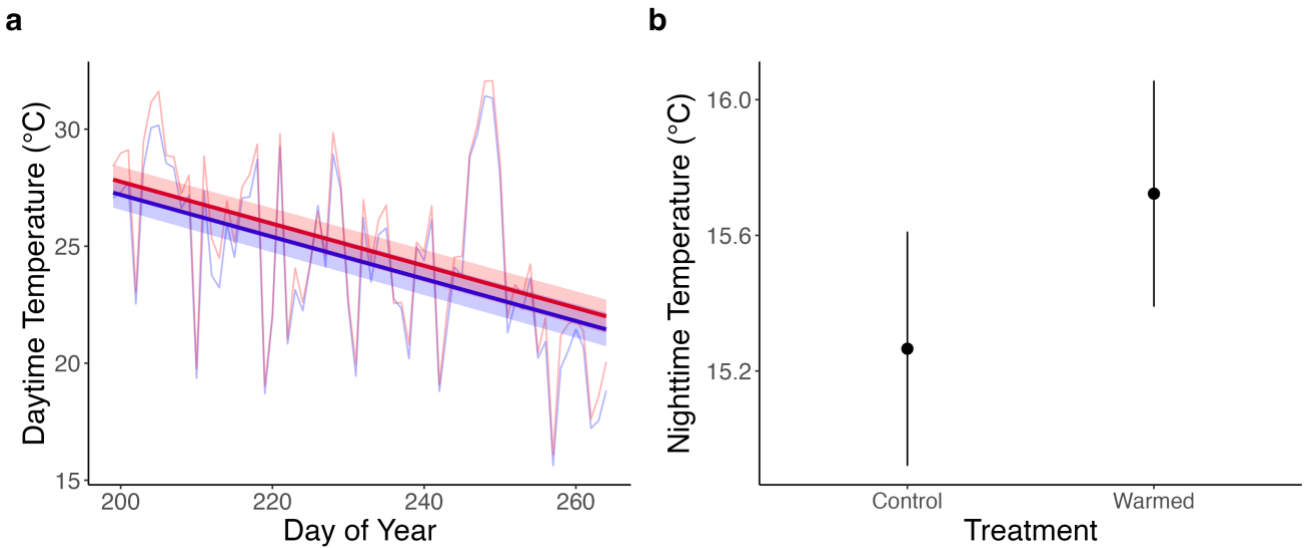 a
Daytime Temperature (°C)
30
25
20
15
200 220 240 260
Day of Year
b
Nighttime Temperature (°C)
16.0
15.6
15.2
Control Warmed
Treatment